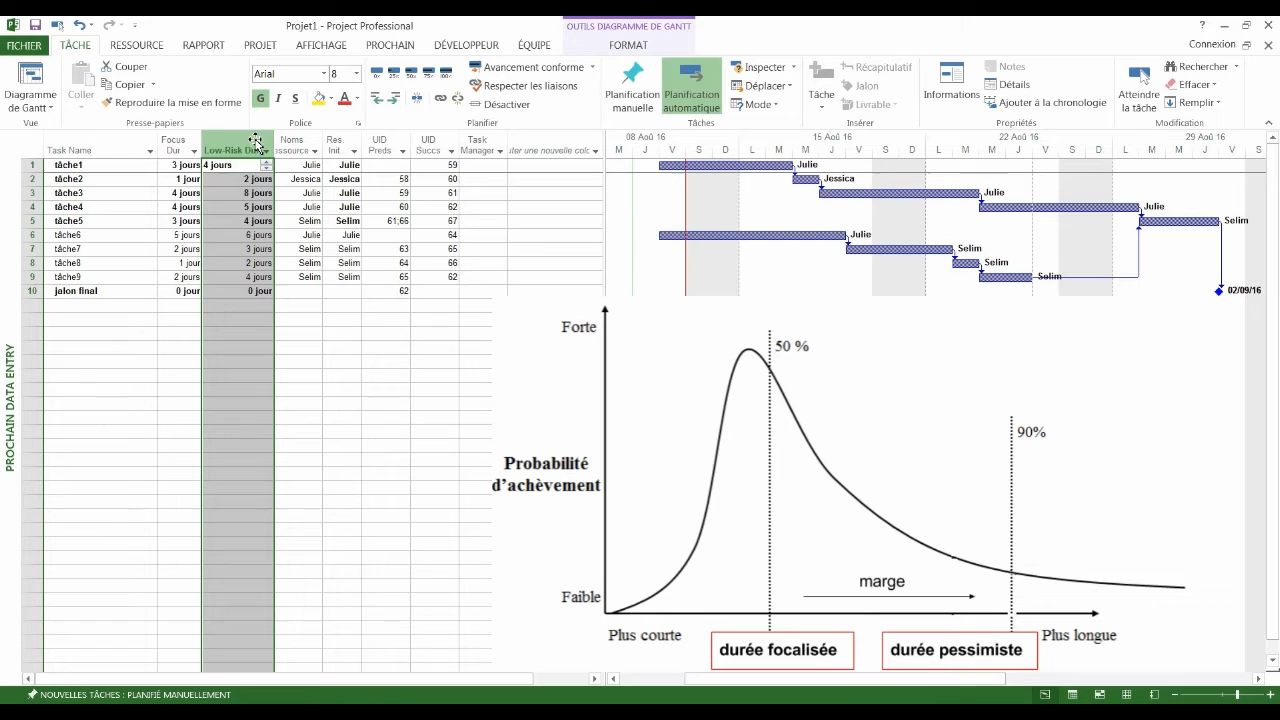 Projet1 - Project Professional
OUTILS DIAGRAMME DE GANTT
FICHIER TÂCHE RESSOURCE RAPPORT PROJET AFFICHAGE PROCHAIN DÉVELOPPEUR ÉQUIPE FORMAT Connexion
Diagramme de Gantt
Vue
Coller
Couper
Copier
Reproduire la mise en forme
Presse-papiers
Arial 8
G I S A
Police
0% 25% 50% 75% 100%
Avancement conforme
Respecter les liaisons
Désactiver
Planifier
Planification manuelle
Planification automatique
Inspecter
Déplacer
Mode
Tâches
Tâche
Récapitulatif
Jalon
Livrable
Insérer
Informations
Notes
Détails
Ajouter à la chronologie
Propriétés
Atteindre la tâche
Rechercher
Effacer
Remplir
Modification
Task Name
Focus Dur
Low-Risk Dur
Noms
Res. Init.
UID Preds
UID Succs
Task Manager
08 Aoû 16 15 Aoû 16 22 Aoû 16 29 Aoû 16
M J V S D L M M J V S D L M M J V S D L M M J V S
1 tâche1 3 jours 4 jours Julie Julie 59
2 tâche2 1 jour 2 jours Jessica Jessica 58 60
3 tâche3 4 jours 8 jours Julie Julie 59 61
4 tâche4 4 jours 5 jours Julie Julie 60 62
5 tâche5 3 jours 4 jours Selim Selim 61;66 67
6 tâche6 5 jours 6 jours Julie Julie 64
7 tâche7 2 jours 3 jours Selim Selim 63 65
8 tâche8 1 jour 2 jours Selim Selim 64 66
9 tâche9 2 jours 4 jours Selim Selim 65 62
10 jalon final 0 jour 0 jour 62
Julie
Jessica
Julie
Julie
Selim
Julie
Selim
Selim
Selim
02/09/16
PROCHAIN DATA ENTRY
Forte
50 %
90%
Probabilité
d'achèvement
marge
Faible
Plus courte
durée focalisée
durée pessimiste
Plus longue
NOUVELLES TÂCHES : PLANIFIÉ MANUELLEMENT